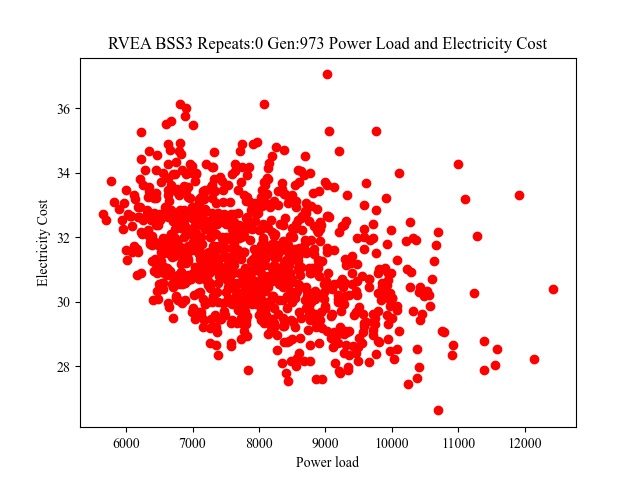 RVEA BSS3 Repeats:0 Gen:973 Power Load and Electricity Cost
36
34
32
30
28
Electricity Cost
6000 7000 8000 9000 10000 11000 12000
Power load